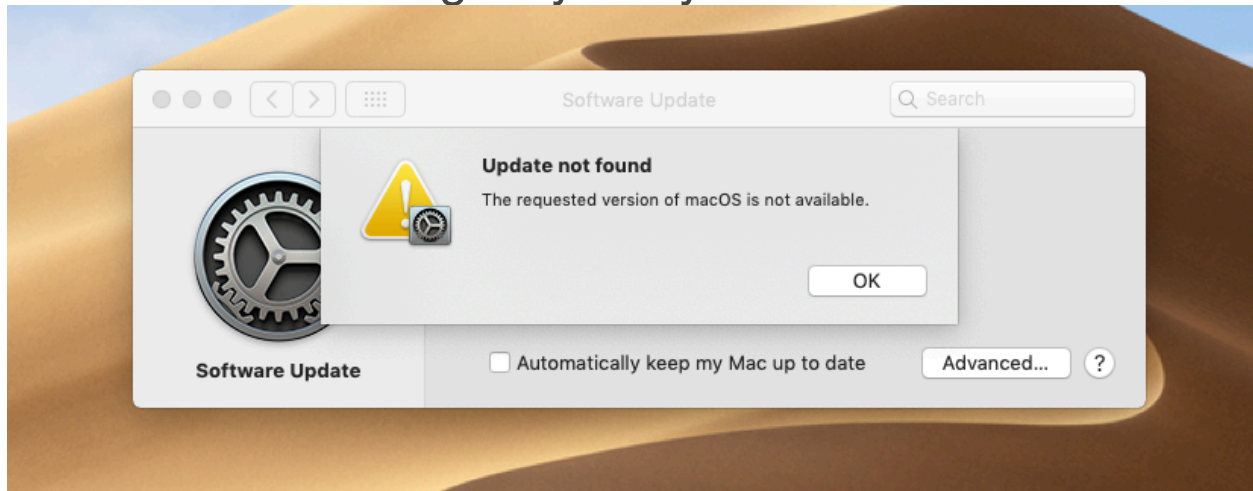 Software Update
Search
Update not found
The requested version of macOS is not available.
OK
Software Update
Automatically keep my Mac up to date
Advanced...
?